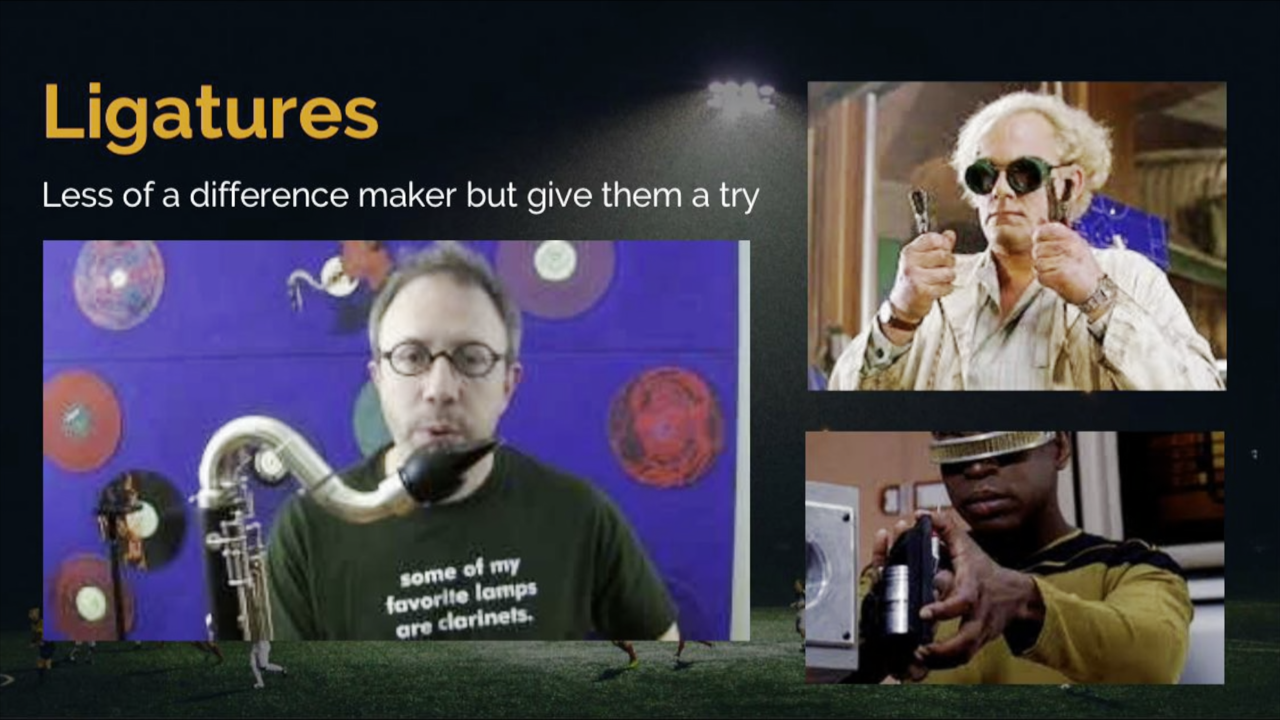 Ligatures
Less of a difference maker but give them a try
some of my
favorite lamps
are clarinets.